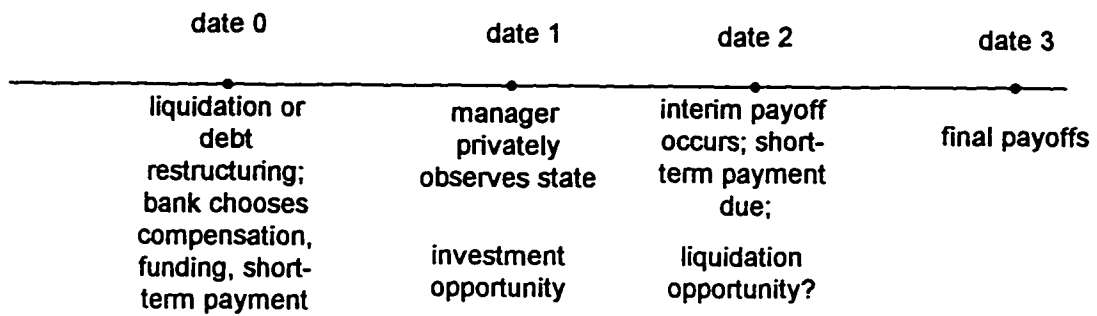 date 0
date 1
date 2
date 3
liquidation or
debt
restructuring;
bank chooses
compensation,
funding, short-
term payment
manager
privately
observes state
investment
opportunity
interim payoff
occurs; short-
term payment
due;
liquidation
opportunity?
final payoffs